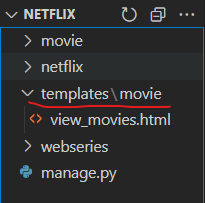 NETFLIX
movie
netflix
templates\movie
<> view_movies.html
webseries
manage.py